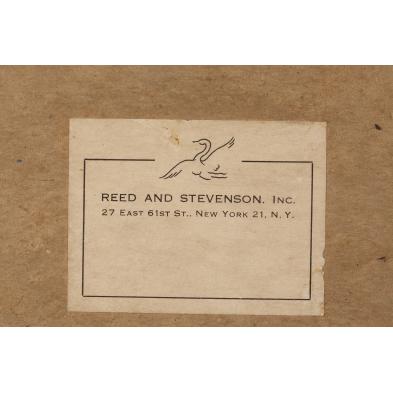 REED AND STEVENSON. INC.
27 EAST 61ST ST., NEW YORK 21, N.Y.